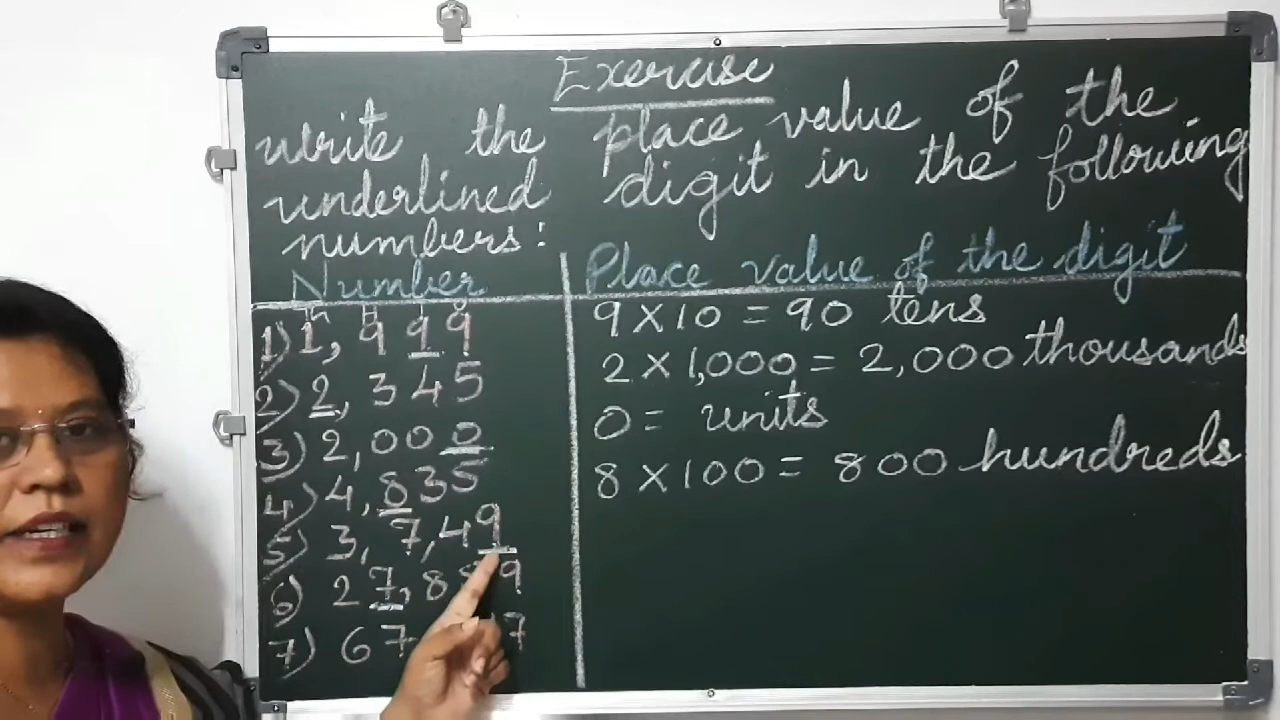 Exercise
write the place value of the
underlined digit in the following
numbers:
Number Place value of the digit
Th H T O
1) 1, 9 9 9 9 X 10 = 90 tens
2) 2, 3 4 5 2 X 1,000 = 2,000 thousands
3) 2, 0 0 0 0 = units
4) 4, 8 3 5 8 X 100 = 800 hundreds
5) 3, 7, 4 9
6) 2 7, 8 9
7) 6 7 7